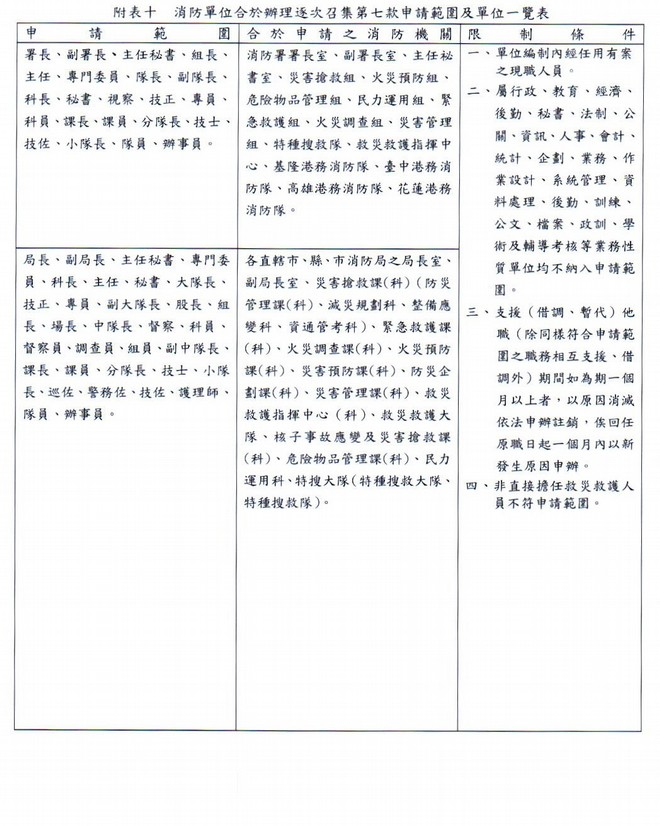 附表十　消防單位合於辦理逐次召集第七款申請範圍及單位一覽表
申請範圍
署長、副署長、主任秘書、組長、
主任、專門委員、隊長、副隊長、
科長、秘書、視察、技正、專員、
科員、課長、課員、分隊長、技士、
技佐、小隊長、隊員、辦事員。
合於申請之消防機關
消防署署長室、副署長室、主任秘
書室、災害搶救組、火災預防組、
危險物品管理組、民力運用組、緊
急救護組、火災調查組、災害管理
組、特種搜救隊、救災救護指揮中
心、基隆港務消防隊、臺中港務消
防隊、高雄港務消防隊、花蓮港務
消防隊。
限制條件
一、單位編制內經任用有案
之現職人員。
二、屬行政、教育、經濟、
後勤、秘書、法制、公
關、資訊、人事、會計、
統計、企劃、業務、作
業設計、系統管理、資
料處理、後勤、訓練、
公文、檔案、政訓、學
術及輔導考核等業務性
質單位均不納入申請範
圍。
三、支援（借調、暫代）他
職（除同樣符合申請範
圍之職務相互支援、借
調外）期間如為期一個
月以上者，以原因消滅
依法申辦註銷，俟回任
原職日起一個月內以新
發生原因申辦。
四、非直接擔任救災救護人
員不符申請範圍。
局長、副局長、主任秘書、專門委
員、科長、主任、秘書、大隊長、
技正、專員、副大隊長、股長、組
長、場長、中隊長、督察、科員、
督察員、調查員、組員、副中隊長、
課長、課員、分隊長、技士、小隊
長、巡佐、警務佐、技佐、護理師、
隊員、辦事員。
各直轄市、縣、市消防局之局長室、
副局長室、災害搶救課(科)(防災
管理課(科)、減災規劃科、整備應
變科、資通管考科)、緊急救護課
(科)、火災調查課(科)、火災預防
課(科)、災害預防課(科)、防災企
劃課(科)、災害管理課(科)、救災
救護指揮中心（科)、救災救護大
隊、核子事故應變及災害搶救課
(科)、危險物品管理課(科)、民力
運用科、特搜大隊(特種搜救大隊、
特種搜救隊)。